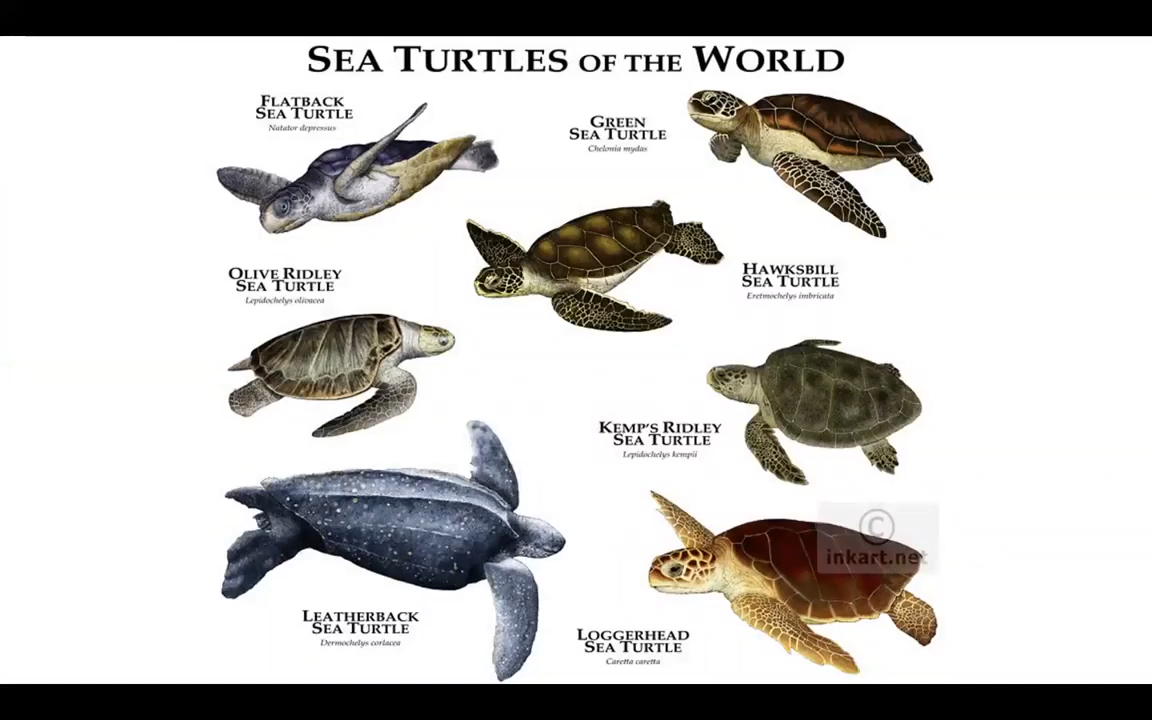 SEA TURTLES OF THE WORLD
FLATBACK
SEA TURTLE
Natator depressus
GREEN
SEA TURTLE
Chelonia mydas
OLIVE RIDLEY
SEA TURTLE
Lepidochelys olivacea
HAWKSBILL
SEA TURTLE
Eretmochelys imbricata
KEMP'S RIDLEY
SEA TURTLE
Lepidochelys kempii
LEATHERBACK
SEA TURTLE
Dermochelys coriacea
LOGGERHEAD
SEA TURTLE
Caretta caretta
©
inkart.net